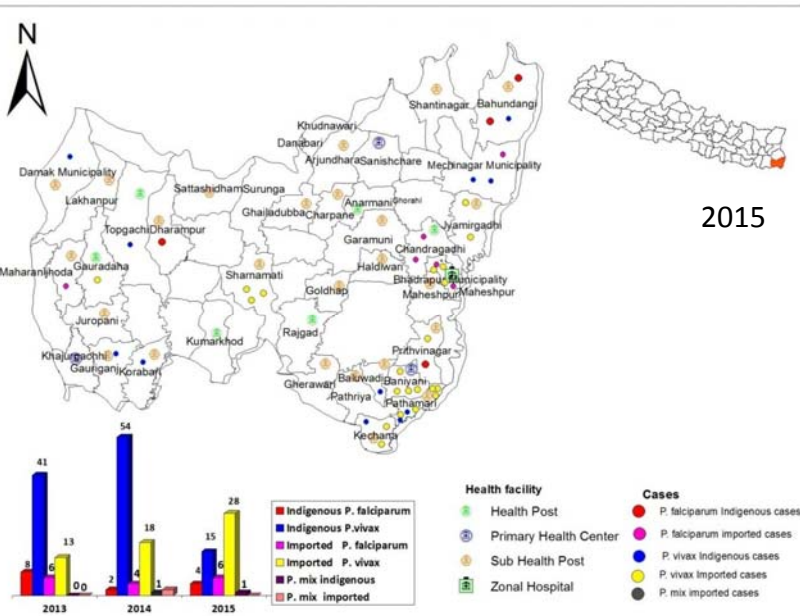 N
2015
Shantinagar
Bahundangi
Khudnawari
Danabari
Arjundhara Sanishchare
Mechinagar Municipality
Damak Municipality
Lakhanpur
Sattashidham Surunga
Anarmani Ghorahi
Ghailadubba Charpane
Jyamirgadhi
Topgachi Dharampur
Garamuni
Chandragadhi
Maharanijhoda
Gauradaha
Sharnamati
Haldiwari
Bhadrapur Municipality
Goldhap
Maheshpur Maheshpur
Juropani
Rajgad
Kumarkhod
Prithvinagar
Khajurgachhi
Gauriganj Korabari
Gherawari
Baluwadi Baniyani
Pathriya
Pathamari
Kechana
54
41
28
18
13
15
8
6
0 0
2
4
1
4
6
1
2013
2014
2015
Indigenous P. falciparum
Indigenous P.vivax
Imported P. falciparum
Imported P. vivax
P. mix indigenous
P. mix imported
Health facility
Health Post
Primary Health Center
Sub Health Post
Zonal Hospital
Cases
P. falciparum Indigenous cases
P. falciparum imported cases
P. vivax Indigenous cases
P. vivax Imported cases
P. mix imported cases